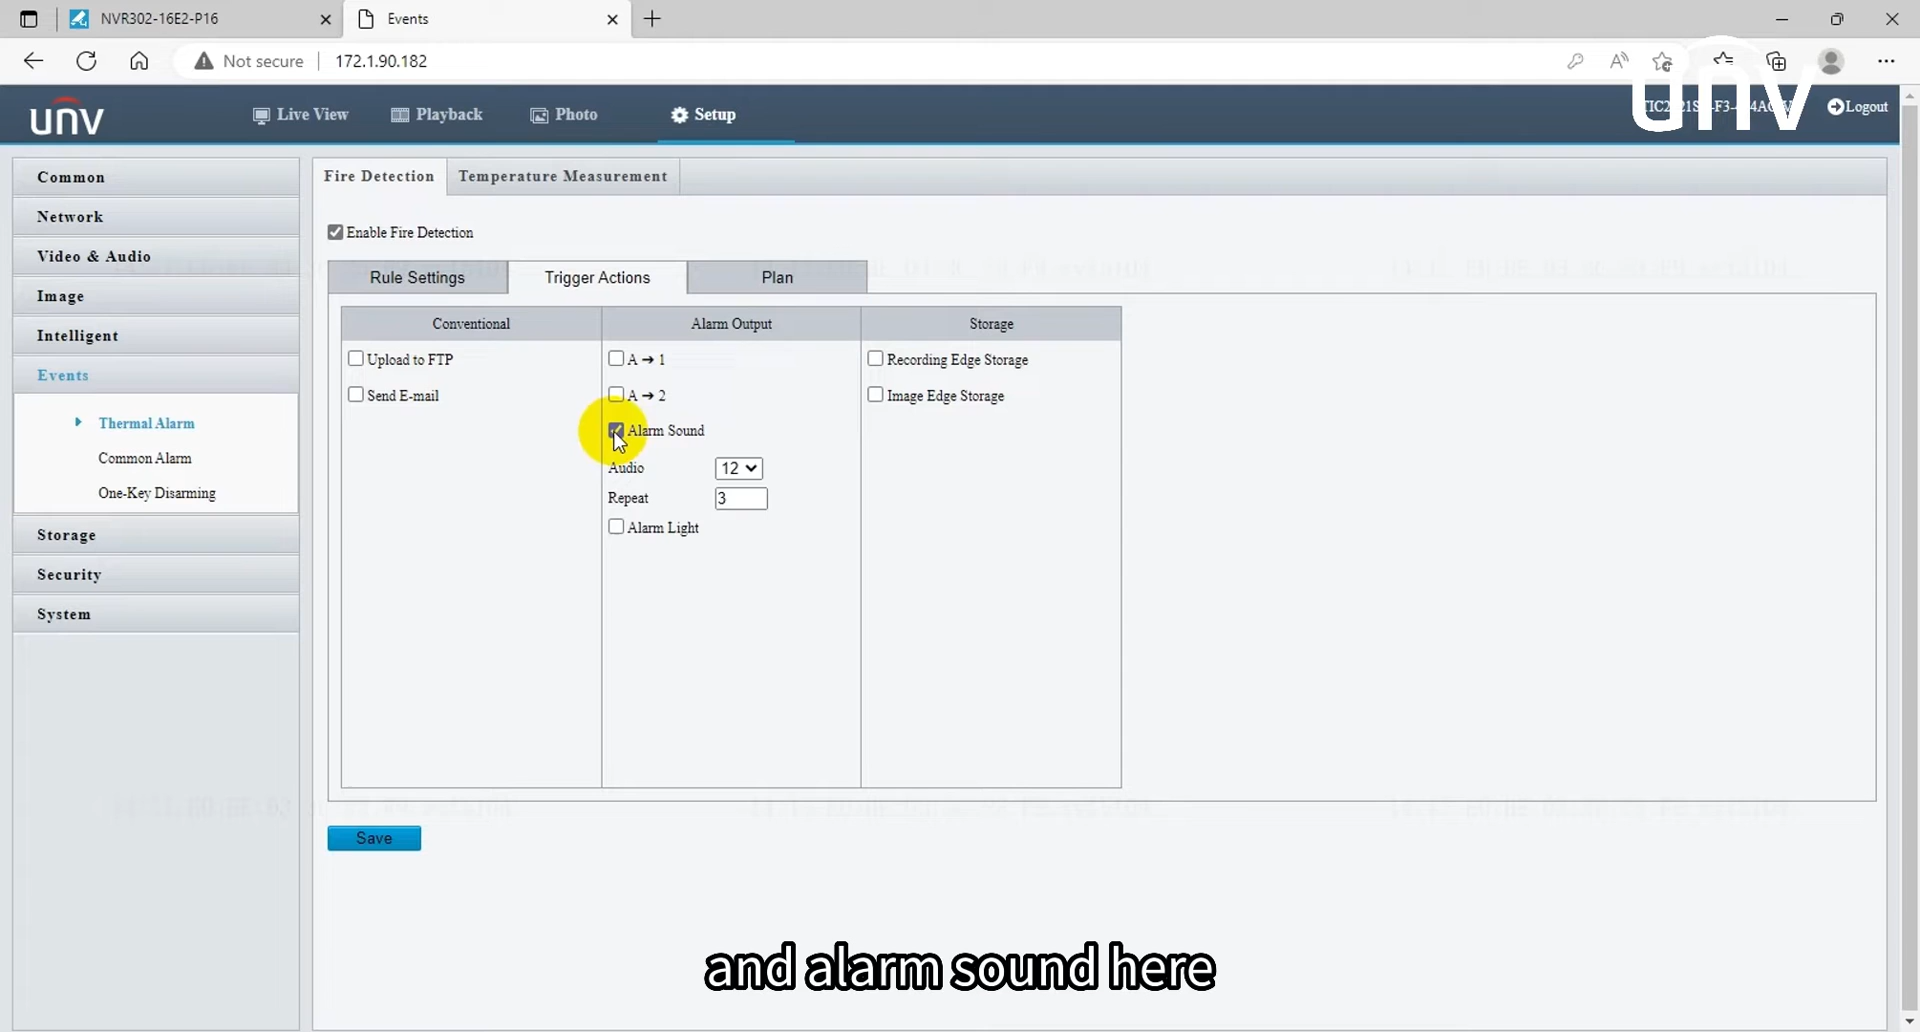 NVR302-16E2-P16
Events
Not secure
172.1.90.182
unv
Live View
Playback
Photo
Setup
unv
Logout
Common
Network
Video & Audio
Image
Intelligent
Events
Thermal Alarm
Common Alarm
One-Key Disarming
Storage
Security
System
Fire Detection
Temperature Measurement
Enable Fire Detection
Rule Settings
Trigger Actions
Plan
Conventional
Alarm Output
Storage
Upload to FTP
A → 1
Recording Edge Storage
Send E-mail
A → 2
Image Edge Storage
Alarm Sound
Audio
12
Repeat
3
Alarm Light
Save
and alarm sound here